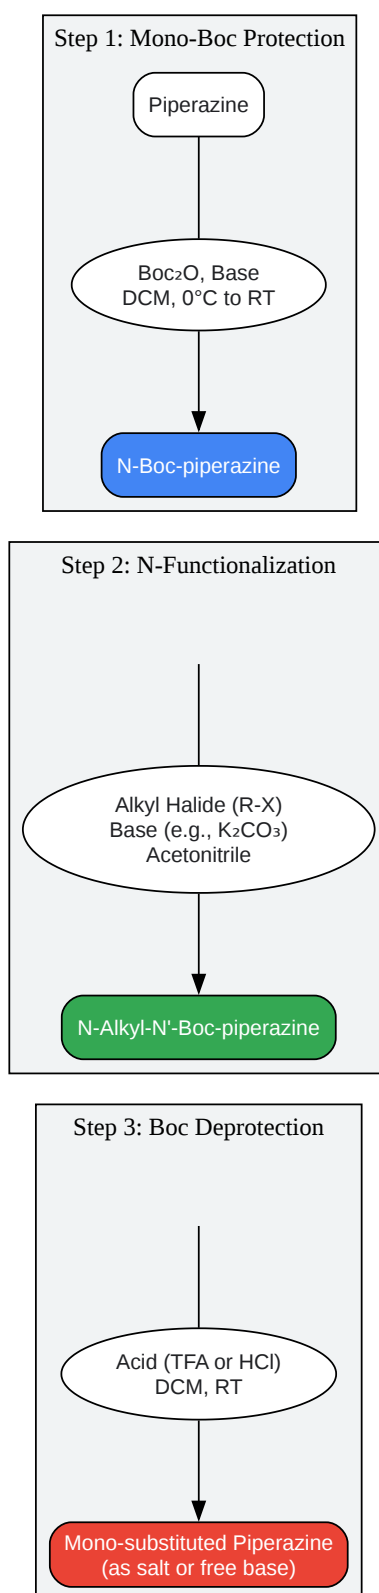 Step 1: Mono-Boc Protection
Piperazine
Boc₂O, Base
DCM, 0°C to RT
N-Boc-piperazine
Step 2: N-Functionalization
Alkyl Halide (R-X)
Base (e.g., K₂CO₃)
Acetonitrile
N-Alkyl-N'-Boc-piperazine
Step 3: Boc Deprotection
Acid (TFA or HCl)
DCM, RT
Mono-substituted Piperazine
(as salt or free base)